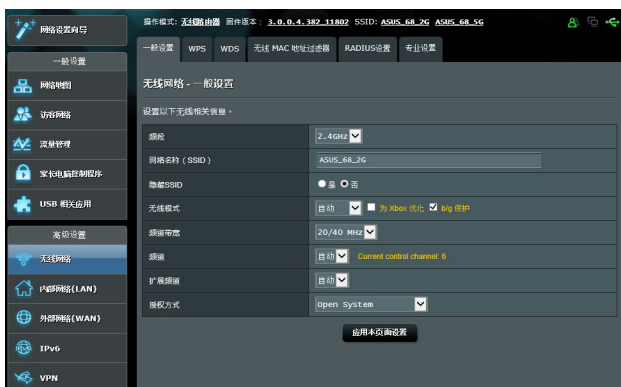 网络设置向导
操作模式: 无线路由器 固件版本: 3.0.0.4.382_11802 SSID: ASUS_68_2G ASUS_68_5G
一般设置 WPS WDS 无线 MAC 地址过滤器 RADIUS设置 专业设置
一般设置
网络地图
访客网络
流量管理
家长电脑控制程序
USB 相关应用
高级设置
无线网络
内部网络(LAN)
外部网络(WAN)
IPv6
VPN
无线网络 - 一般设置
设置以下无线相关信息。
频段 2.4GHz
网络名称（SSID） ASUS_68_2G
隐藏SSID 是 否
无线模式 自动 为 Xbox 优化 b/g 保护
频道带宽 20/40 MHz
频道 自动 Current control channel: 6
扩展频道 自动
授权方式 Open System
应用本页面设置